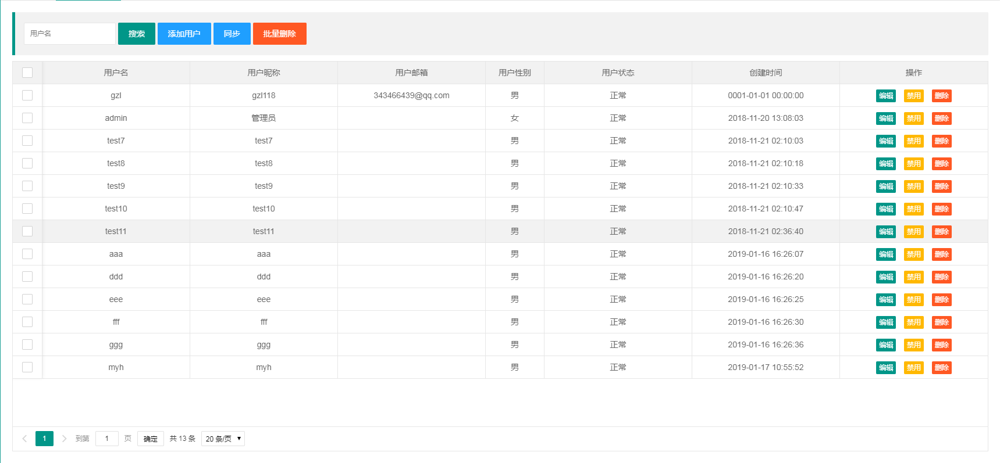 用户名 搜索 添加用户 同步 批量删除
用户名 用户昵称 用户邮箱 用户性别 用户状态 创建时间 操作
gzl gzl118 343466439@qq.com 男 正常 0001-01-01 00:00:00 编辑 禁用 删除
admin 管理员 女 正常 2018-11-20 13:08:03 编辑 禁用 删除
test7 test7 男 正常 2018-11-21 02:10:03 编辑 禁用 删除
test8 test8 男 正常 2018-11-21 02:10:18 编辑 禁用 删除
test9 test9 男 正常 2018-11-21 02:10:33 编辑 禁用 删除
test10 test10 男 正常 2018-11-21 02:10:47 编辑 禁用 删除
test11 test11 男 正常 2018-11-21 02:36:40 编辑 禁用 删除
aaa aaa 男 正常 2019-01-16 16:26:07 编辑 禁用 删除
ddd ddd 男 正常 2019-01-16 16:26:20 编辑 禁用 删除
eee eee 男 正常 2019-01-16 16:26:25 编辑 禁用 删除
fff fff 男 正常 2019-01-16 16:26:30 编辑 禁用 删除
ggg ggg 男 正常 2019-01-16 16:26:36 编辑 禁用 删除
myh myh 男 正常 2019-01-17 10:55:52 编辑 禁用 删除
1 到第 1 页 确定 共 13 条 20 条/页